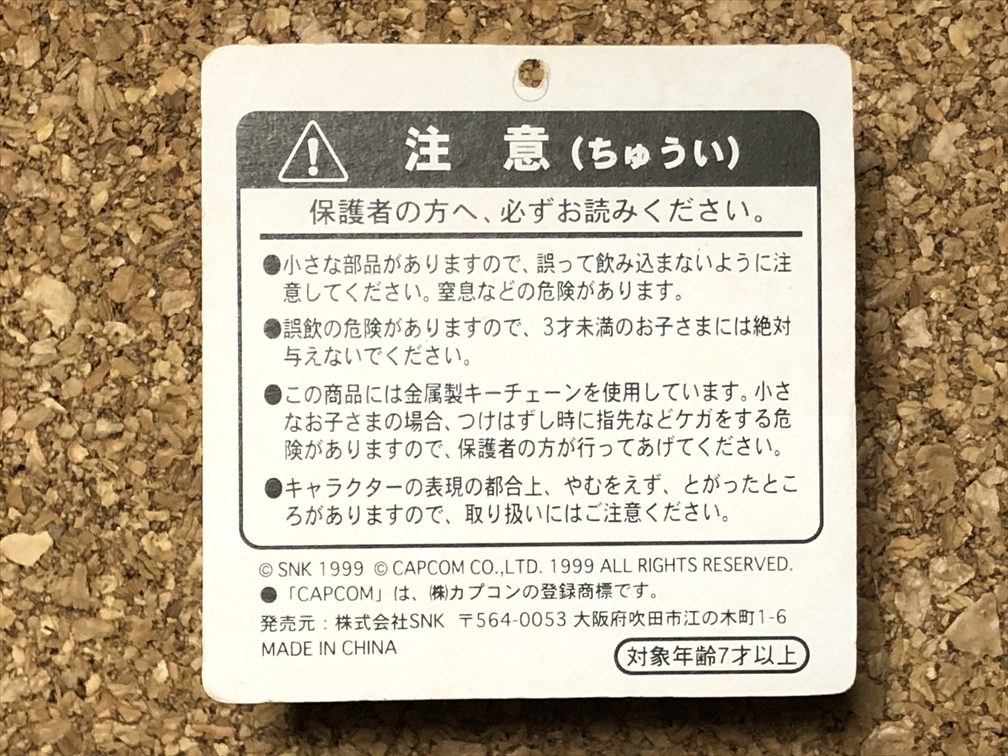 注 意(ちゅうい)
保護者の方へ、必ずお読みください。
●小さな部品がありますので、誤って飲み込まないように注
意してください。窒息などの危険があります。
●誤飲の危険がありますので、3才未満のお子さまには絶対
与えないでください。
●この商品には金属製キーチェーンを使用しています。小さ
なお子さまの場合、つけはずし時に指先などケガをする危
険がありますので、保護者の方が行ってあげてください。
●キャラクターの表現の都合上、やむをえず、とがったとこ
ろがありますので、取り扱いにはご注意ください。
© SNK 1999 © CAPCOM CO.,LTD. 1999 ALL RIGHTS RESERVED.
●「CAPCOM」は、㈱カプコンの登録商標です。
発売元:株式会社SNK 〒564-0053 大阪府吹田市江の木町1-6
MADE IN CHINA
対象年齢7才以上